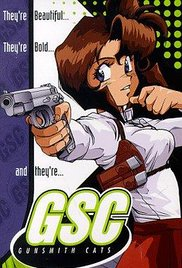 They're Beautiful...
They're Bold...
and they're...
GSC
GUNSMITH CATS